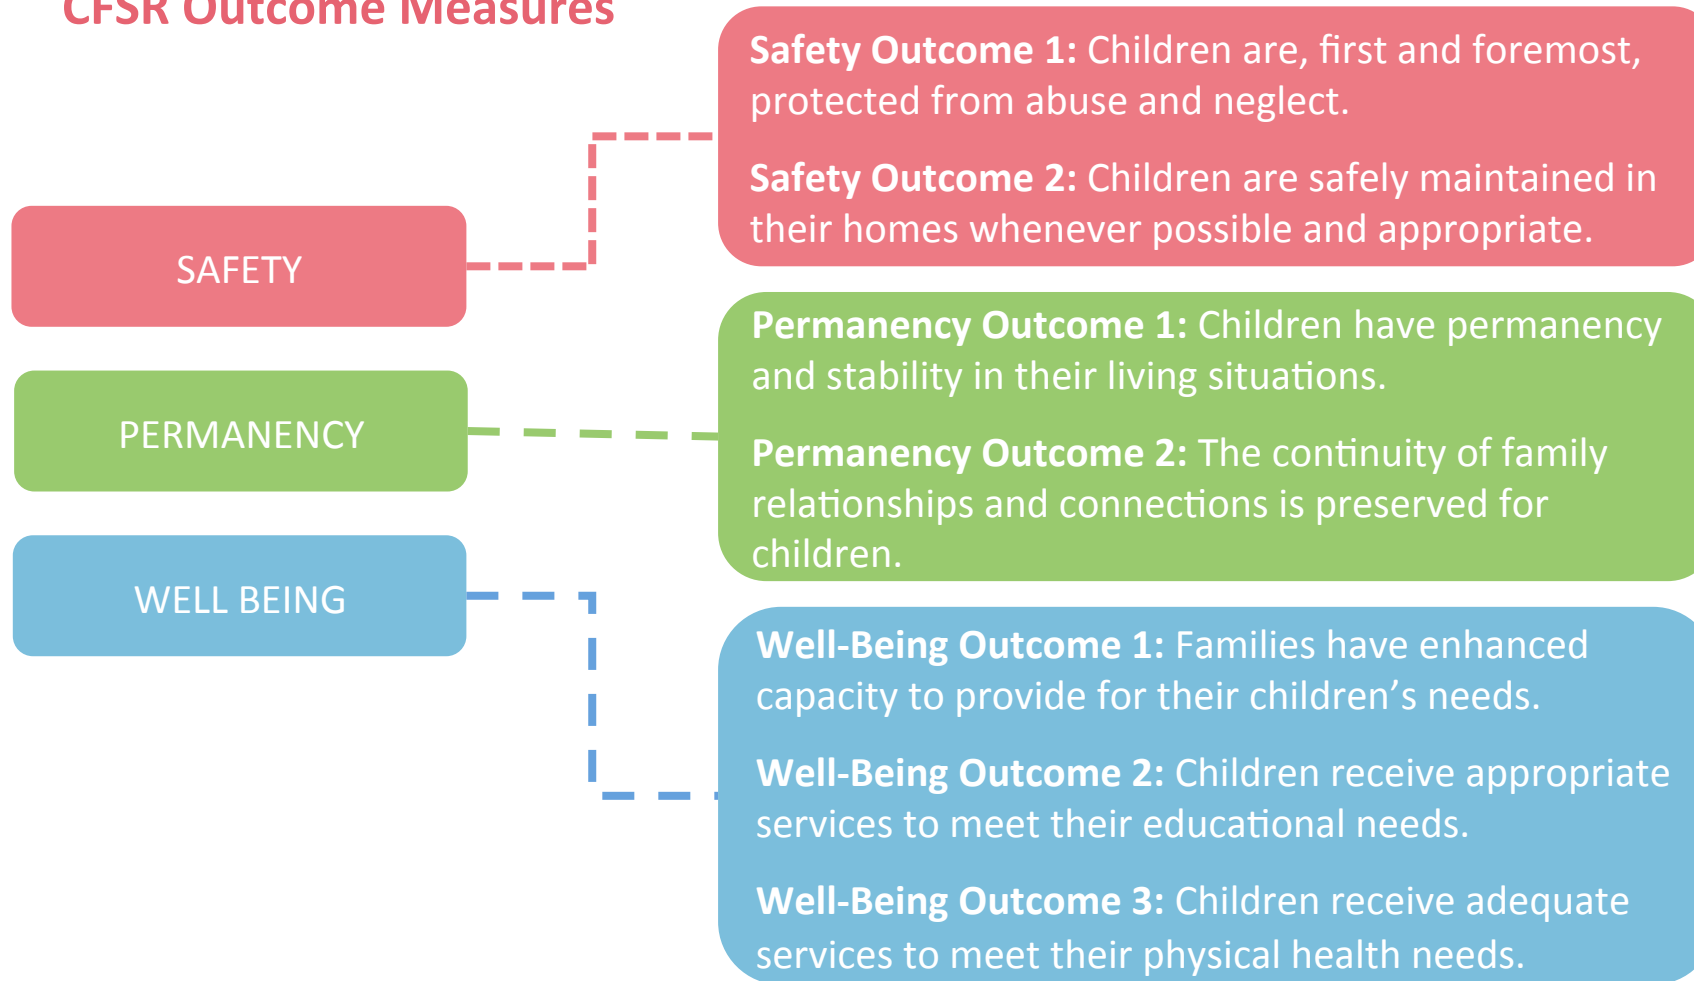 CFSR Outcome Measures
Safety Outcome 1: Children are, first and foremost,
protected from abuse and neglect.
Safety Outcome 2: Children are safely maintained in
their homes whenever possible and appropriate.
SAFETY
Permanency Outcome 1: Children have permanency
and stability in their living situations.
Permanency Outcome 2: The continuity of family
relationships and connections is preserved for
children.
PERMANENCY
WELL BEING
Well-Being Outcome 1: Families have enhanced
capacity to provide for their children’s needs.
Well-Being Outcome 2: Children receive appropriate
services to meet their educational needs.
Well-Being Outcome 3: Children receive adequate
services to meet their physical health needs.